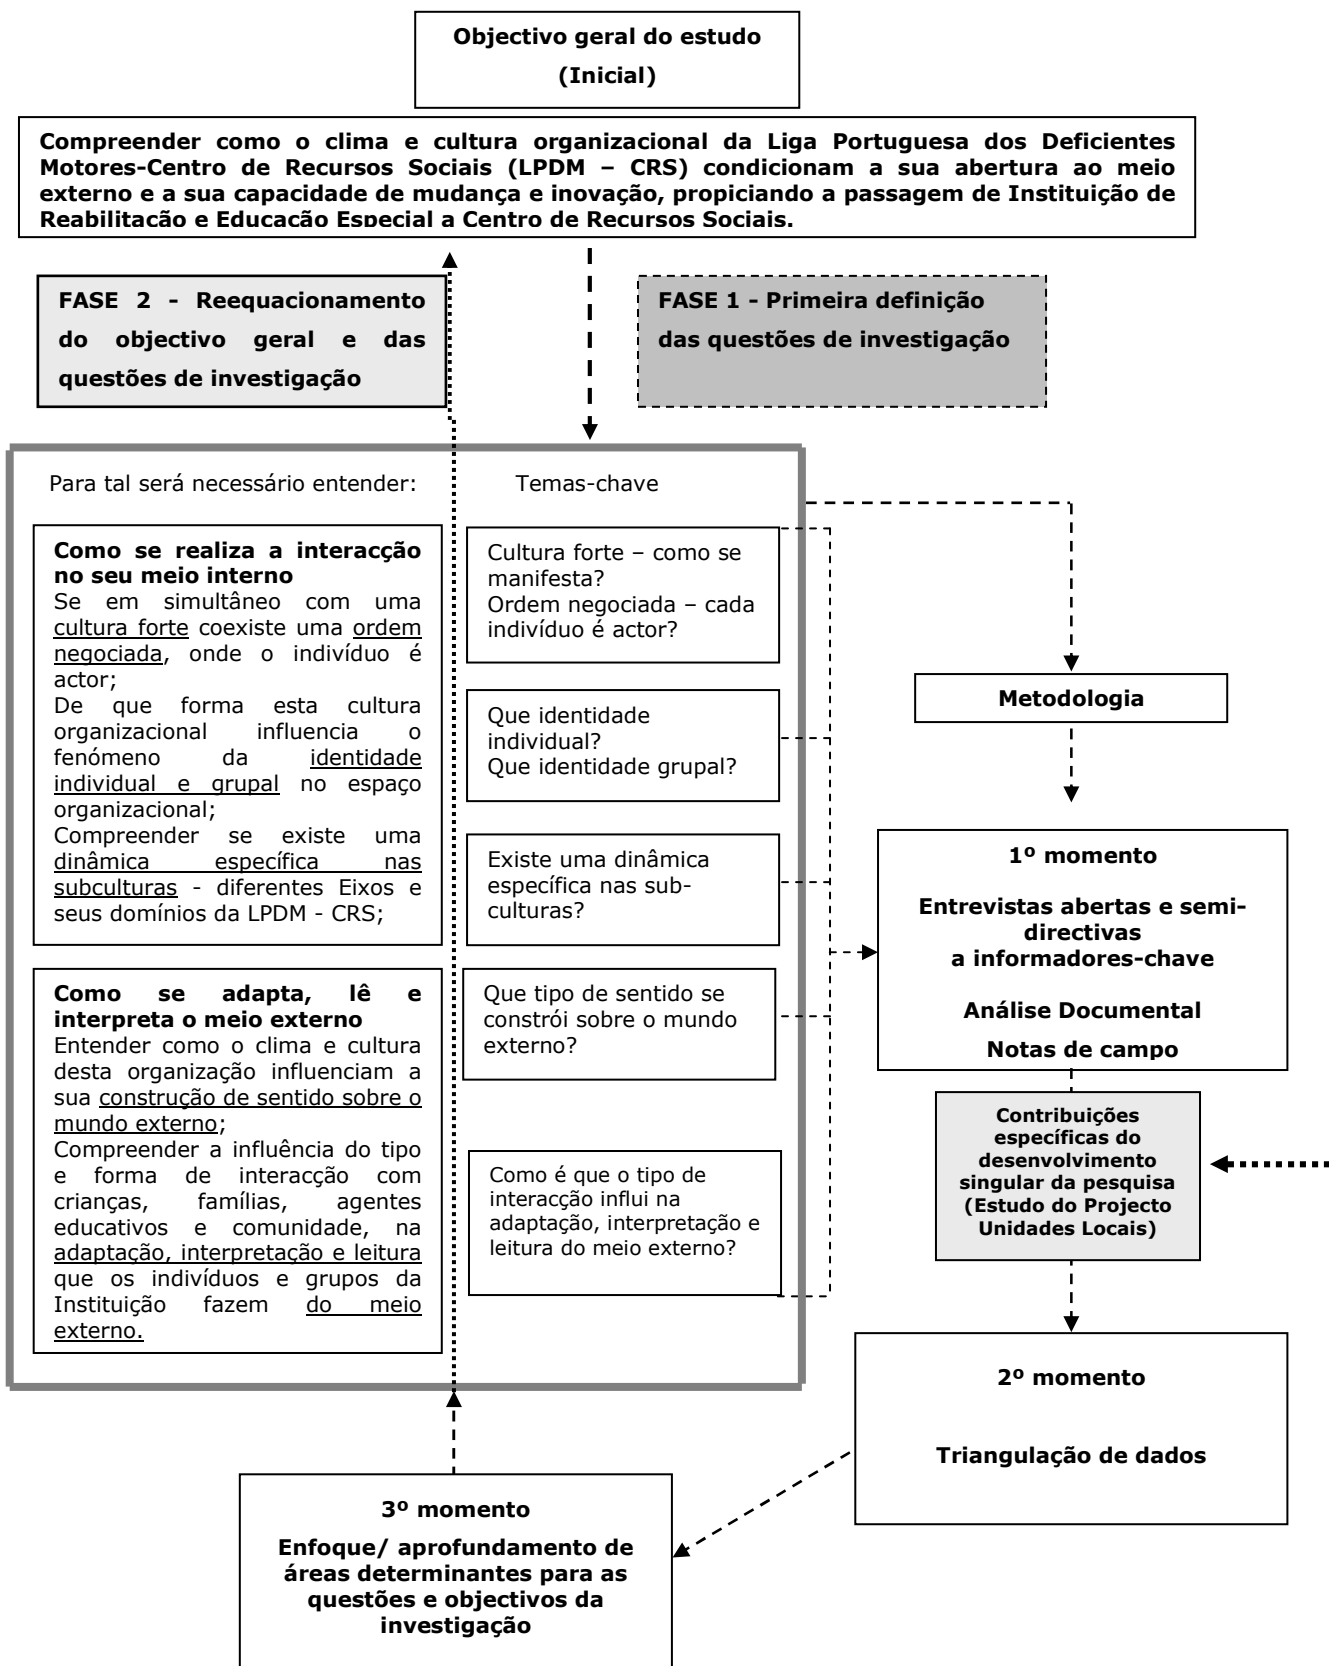 Objectivo geral do estudo
(Inicial)
Compreender como o clima e cultura organizacional da Liga Portuguesa dos Deficientes
Motores-Centro de Recursos Sociais (LPDM – CRS) condicionam a sua abertura ao meio
externo e a sua capacidade de mudança e inovação, propiciando a passagem de Instituição de
Reabilitação e Educação Especial a Centro de Recursos Sociais.
FASE 2 - Reequacionamento
do objectivo geral e das
questões de investigação
FASE 1 - Primeira definição
das questões de investigação
Para tal será necessário entender:
Como se realiza a interacção
no seu meio interno
Se em simultâneo com uma
cultura forte coexiste uma ordem
negociada, onde o indivíduo é
actor;
De que forma esta cultura
organizacional influencia o
fenómeno da identidade
individual e grupal no espaço
organizacional;
Compreender se existe uma
dinâmica específica nas
subculturas - diferentes Eixos e
seus domínios da LPDM - CRS;
Como se adapta, lê e
interpreta o meio externo
Entender como o clima e cultura
desta organização influenciam a
sua construção de sentido sobre o
mundo externo;
Compreender a influência do tipo
e forma de interacção com
crianças, famílias, agentes
educativos e comunidade, na
adaptação, interpretação e leitura
que os indivíduos e grupos da
Instituição fazem do meio
externo.
Temas-chave
Cultura forte – como se
manifesta?
Ordem negociada – cada
indivíduo é actor?
Que identidade
individual?
Que identidade grupal?
Existe uma dinâmica
específica nas sub-
culturas?
Que tipo de sentido se
constrói sobre o mundo
externo?
Como é que o tipo de
interacção influi na
adaptação, interpretação e
leitura do meio externo?
Metodologia
1º momento
Entrevistas abertas e semi-
directivas
a informadores-chave
Análise Documental
Notas de campo
Contribuições
específicas do
desenvolvimento
singular da pesquisa
(Estudo do Projecto
Unidades Locais)
2º momento
Triangulação de dados
3º momento
Enfoque/ aprofundamento de
áreas determinantes para as
questões e objectivos da
investigação